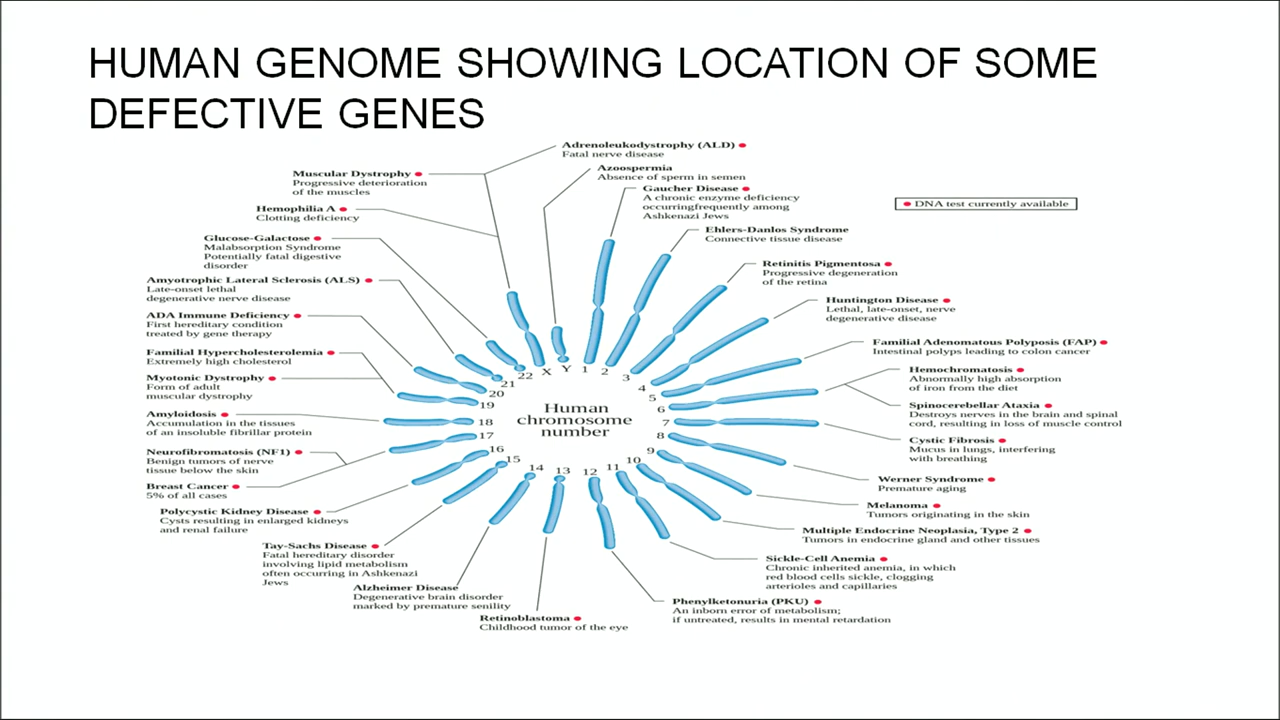 HUMAN GENOME SHOWING LOCATION OF SOME
DEFECTIVE GENES
Adrenoleukodystrophy (ALD)
Fatal nerve disease
Azoospermia
Absence of sperm in semen
Gaucher Disease
A chronic enzyme deficiency
occurringfrequently among
Ashkenazi Jews
DNA test currently available
Ehlers-Danlos Syndrome
Connective tissue disease
Retinitis Pigmentosa
Progressive degeneration
of the retina
Huntington Disease
Lethal, late-onset, nerve
degenerative disease
Familial Adenomatous Polyposis (FAP)
Intestinal polyps leading to colon cancer
Hemochromatosis
Abnormally high absorption
of iron from the diet
Spinocerebellar Ataxia
Destroys nerves in the brain and spinal
cord, resulting in loss of muscle control
Cystic Fibrosis
Mucus in lungs, interfering
with breathing
Werner Syndrome
Premature aging
Melanoma
Tumors originating in the skin
Multiple Endocrine Neoplasia, Type 2
Tumors in endocrine gland and other tissues
Sickle-Cell Anemia
Chronic inherited anemia, in which
red blood cells sickle, clogging
arterioles and capillaries
Phenylketonuria (PKU)
An inborn error of metabolism;
if untreated, results in mental retardation
Retinoblastoma
Childhood tumor of the eye
Alzheimer Disease
Degenerative brain disorder
marked by premature senility
Tay-Sachs Disease
Fatal hereditary disorder
involving lipid metabolism
often occurring in Ashkenazi
Jews
Polycystic Kidney Disease
Cysts resulting in enlarged kidneys
and renal failure
Breast Cancer
5% of all cases
Neurofibromatosis (NF1)
Benign tumors of nerve
tissue below the skin
Amyloidosis
Accumulation in the tissues
of an insoluble fibrillar protein
Myotonic Dystrophy
Form of adult
muscular dystrophy
Familial Hypercholesterolemia
Extremely high cholesterol
ADA Immune Deficiency
First hereditary condition
treated by gene therapy
Amyotrophic Lateral Sclerosis (ALS)
Late-onset lethal
degenerative nerve disease
Glucose-Galactose
Malabsorption Syndrome
Potentially fatal digestive
disorder
Hemophilia A
Clotting deficiency
Muscular Dystrophy
Progressive deterioration
of the muscles
Human
chromosome
number
1
2
3
4
5
6
7
8
9
10
11
12
13
14
15
16
17
18
19
20
21
22
X
Y